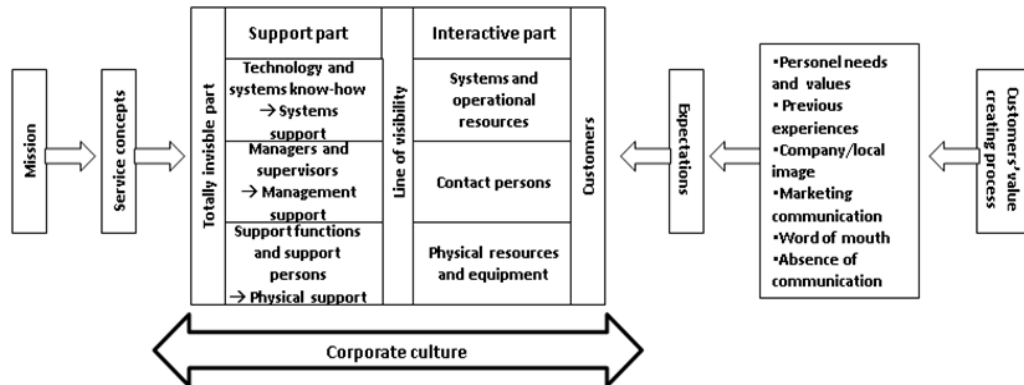 Mission
Service concepts
Totally invisble part
Support part
Technology and
systems know-how
→ Systems
support
Managers and
supervisors
→ Management
support
Support functions
and support
persons
→ Physical support
Line of visibility
Interactive part
Systems and
operational
resources
Contact persons
Physical resources
and equipment
Customers
Expectations
•Personel needs
and values
• Previous
experiences
•Company/local
image
•Marketing
communication
•Word of mouth
•Absence of
communication
Customers' value
creating process
Corporate culture